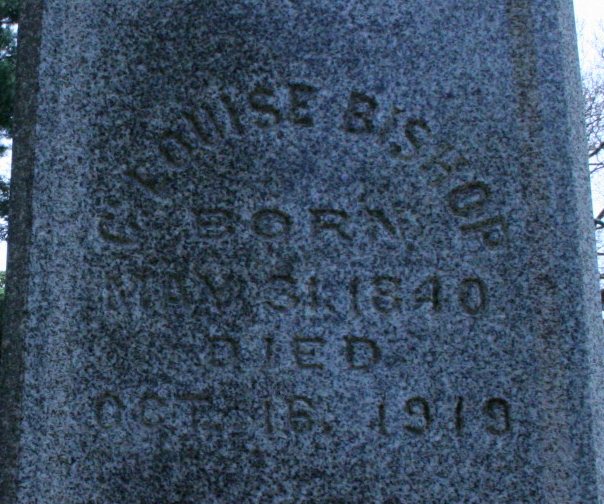 C. LOUISE BISHOP
BORN
MAY 31, 1840
DIED
OCT. 16, 1919